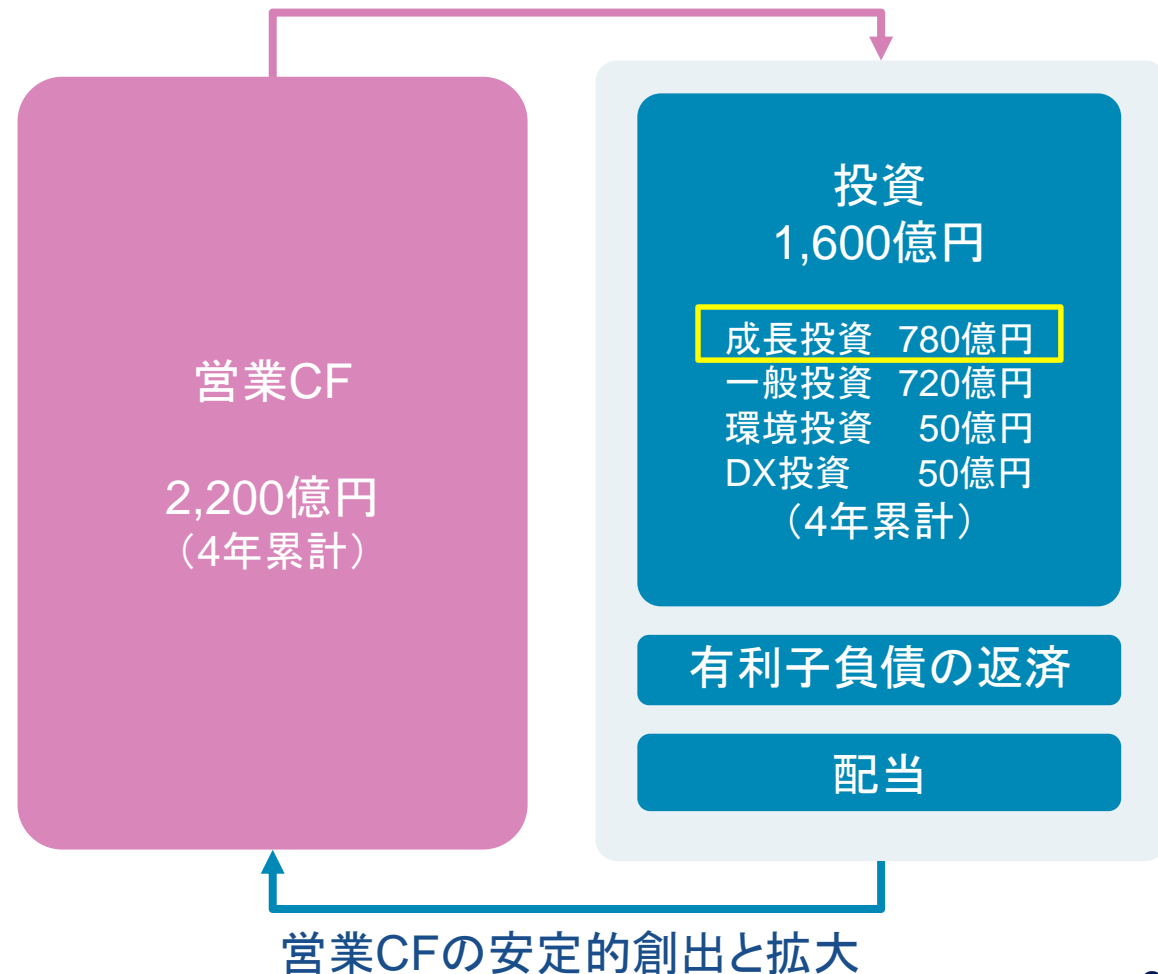 営業CF
2,200億円
（4年累計）
投資
1,600億円
成長投資 780億円
一般投資 720億円
環境投資 50億円
DX投資 50億円
（4年累計）
有利子負債の返済
配当
営業CFの安定的創出と拡大